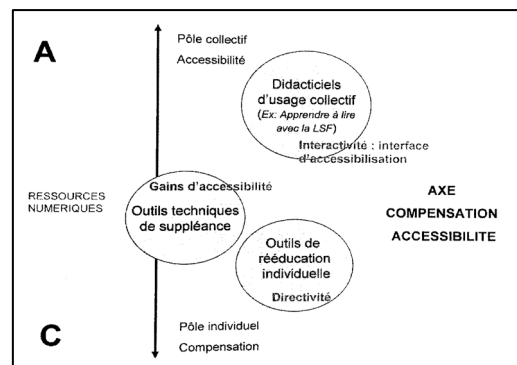 A
Pôle collectif
Accessibilité
Didacticiels
d'usage collectif
(Ex: Apprendre à lire
avec la LSF)
Interactivité : interface
d'accessibilisation
Gains d'accessibilité
RESSOURCES
NUMERIQUES
Outils techniques
de suppléance
AXE
COMPENSATION
ACCESSIBILITE
Outils de
rééducation
individuelle
Directivité
Pôle individuel
Compensation
C